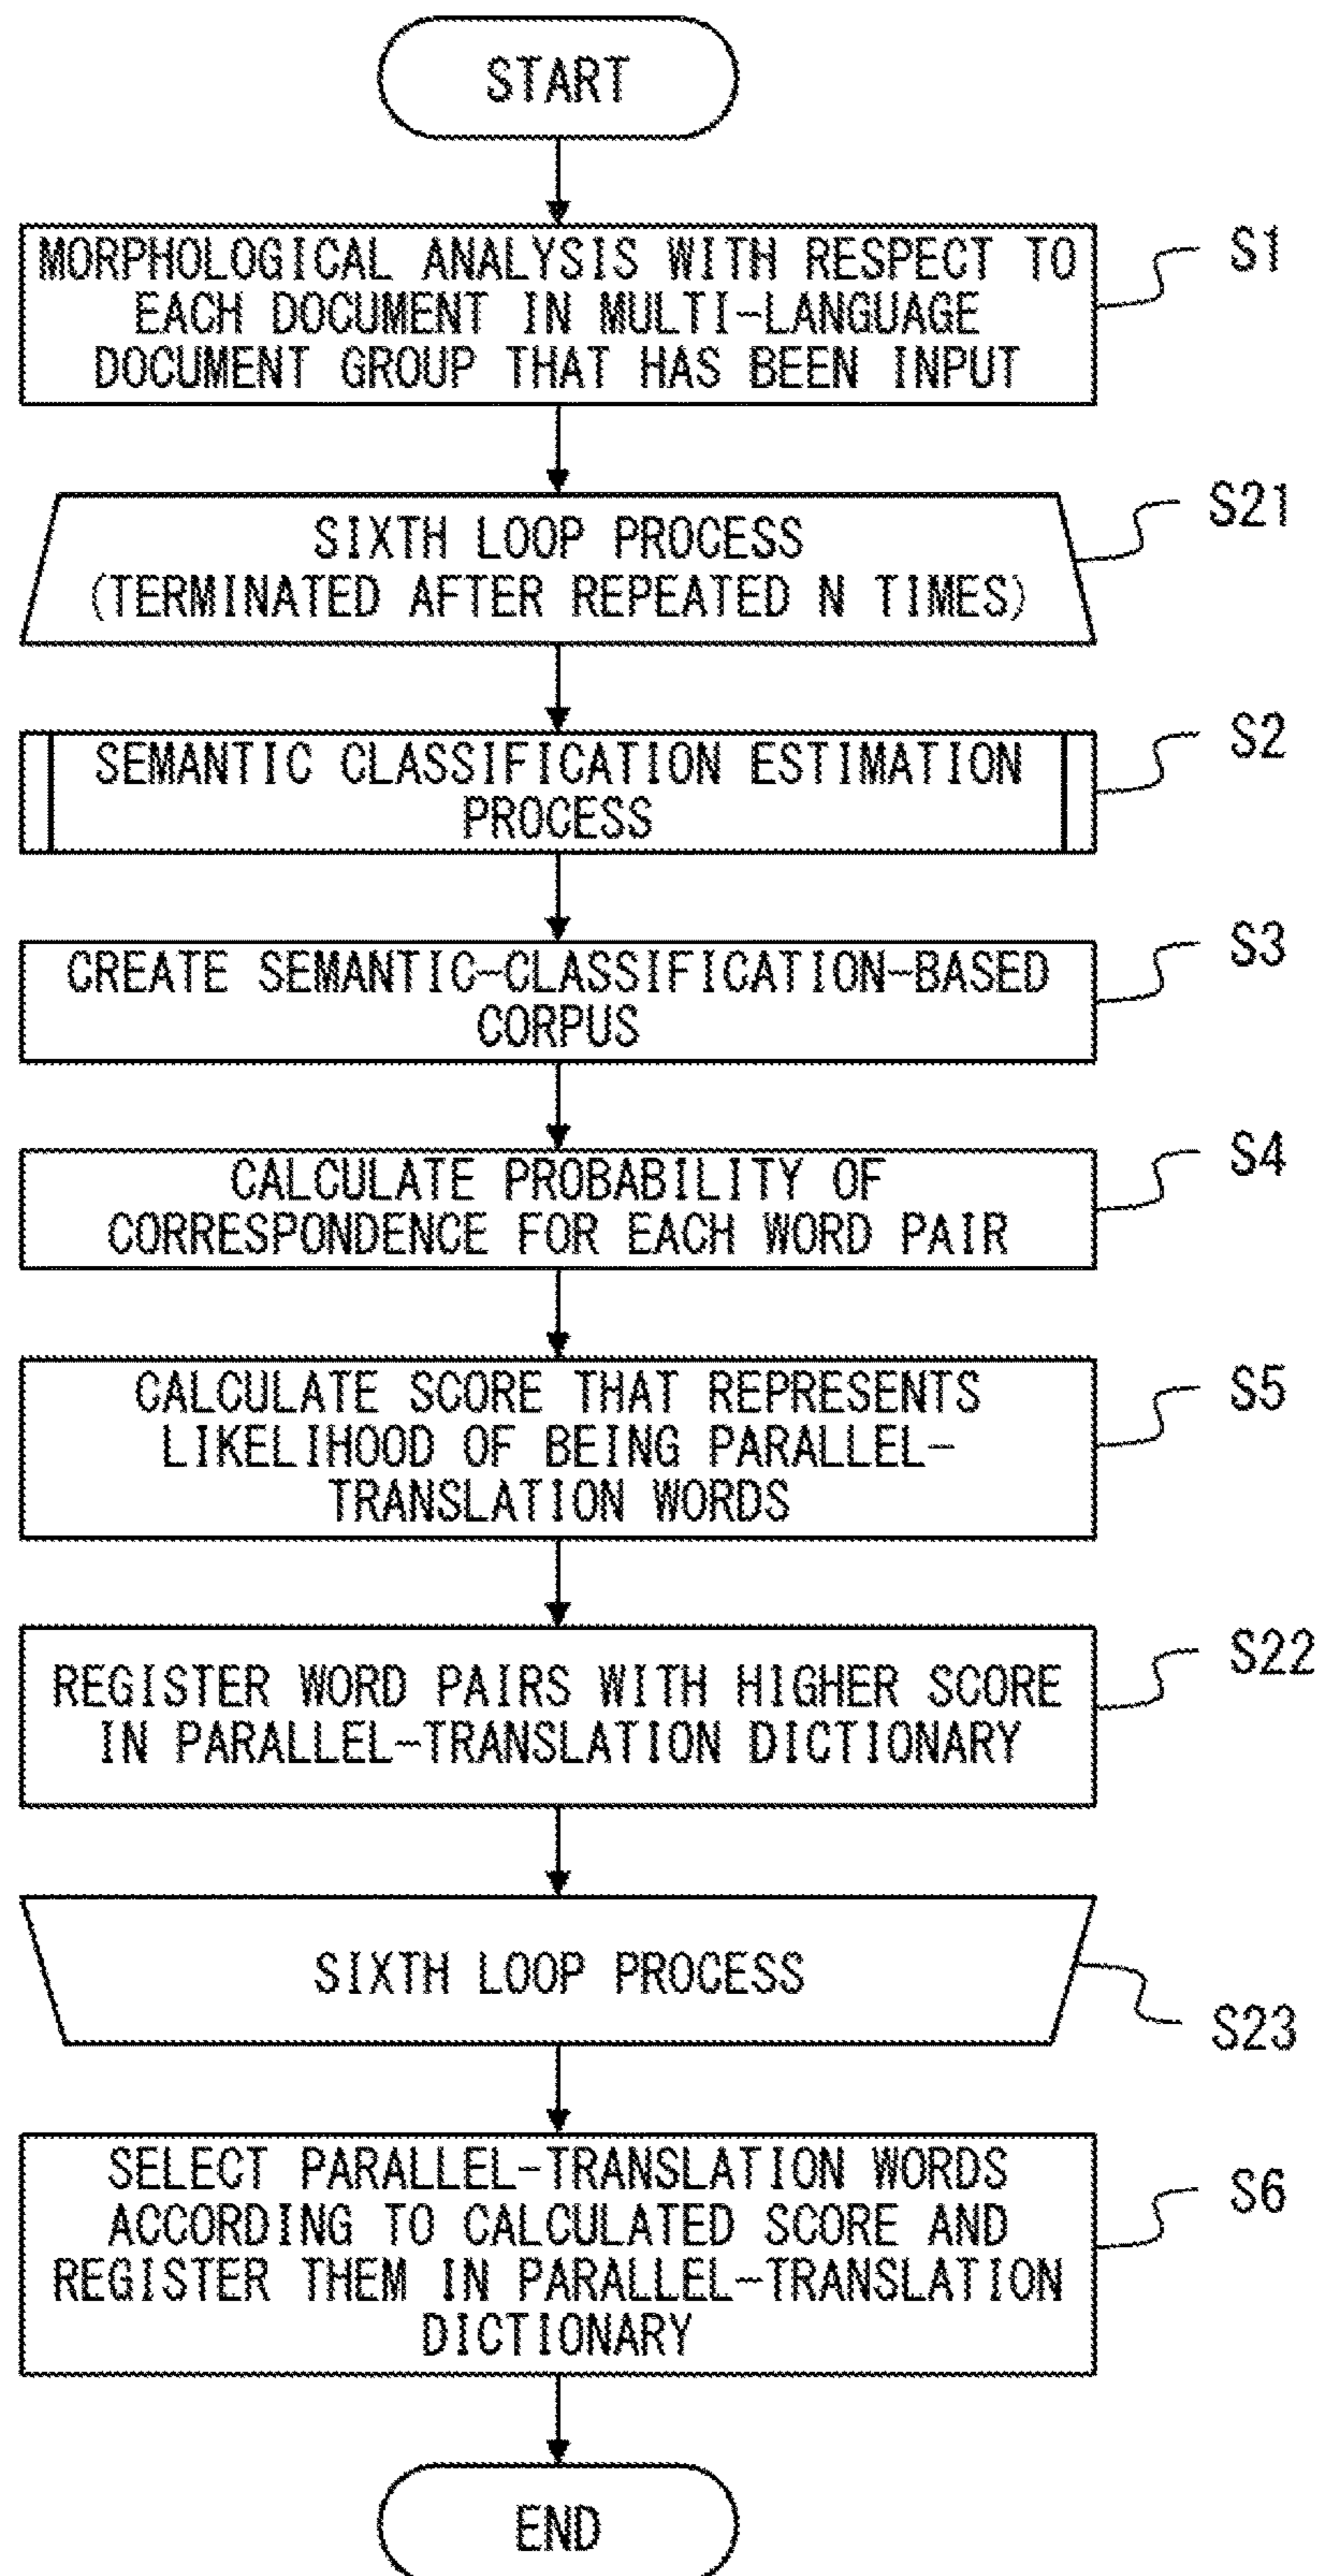 START
MORPHOLOGICAL ANALYSIS WITH RESPECT TO
EACH DOCUMENT IN MULTI-LANGUAGE
DOCUMENT GROUP THAT HAS BEEN INPUT
S1
SIXTH LOOP PROCESS
(TERMINATED AFTER REPEATED N TIMES)
S21
SEMANTIC CLASSIFICATION ESTIMATION
PROCESS
S2
CREATE SEMANTIC-CLASSIFICATION-BASED
CORPUS
S3
CALCULATE PROBABILITY OF
CORRESPONDENCE FOR EACH WORD PAIR
S4
CALCULATE SCORE THAT REPRESENTS
LIKELIHOOD OF BEING PARALLEL-
TRANSLATION WORDS
S5
REGISTER WORD PAIRS WITH HIGHER SCORE
IN PARALLEL-TRANSLATION DICTIONARY
S22
SIXTH LOOP PROCESS
S23
SELECT PARALLEL-TRANSLATION WORDS
ACCORDING TO CALCULATED SCORE AND
REGISTER THEM IN PARALLEL-TRANSLATION
DICTIONARY
S6
END